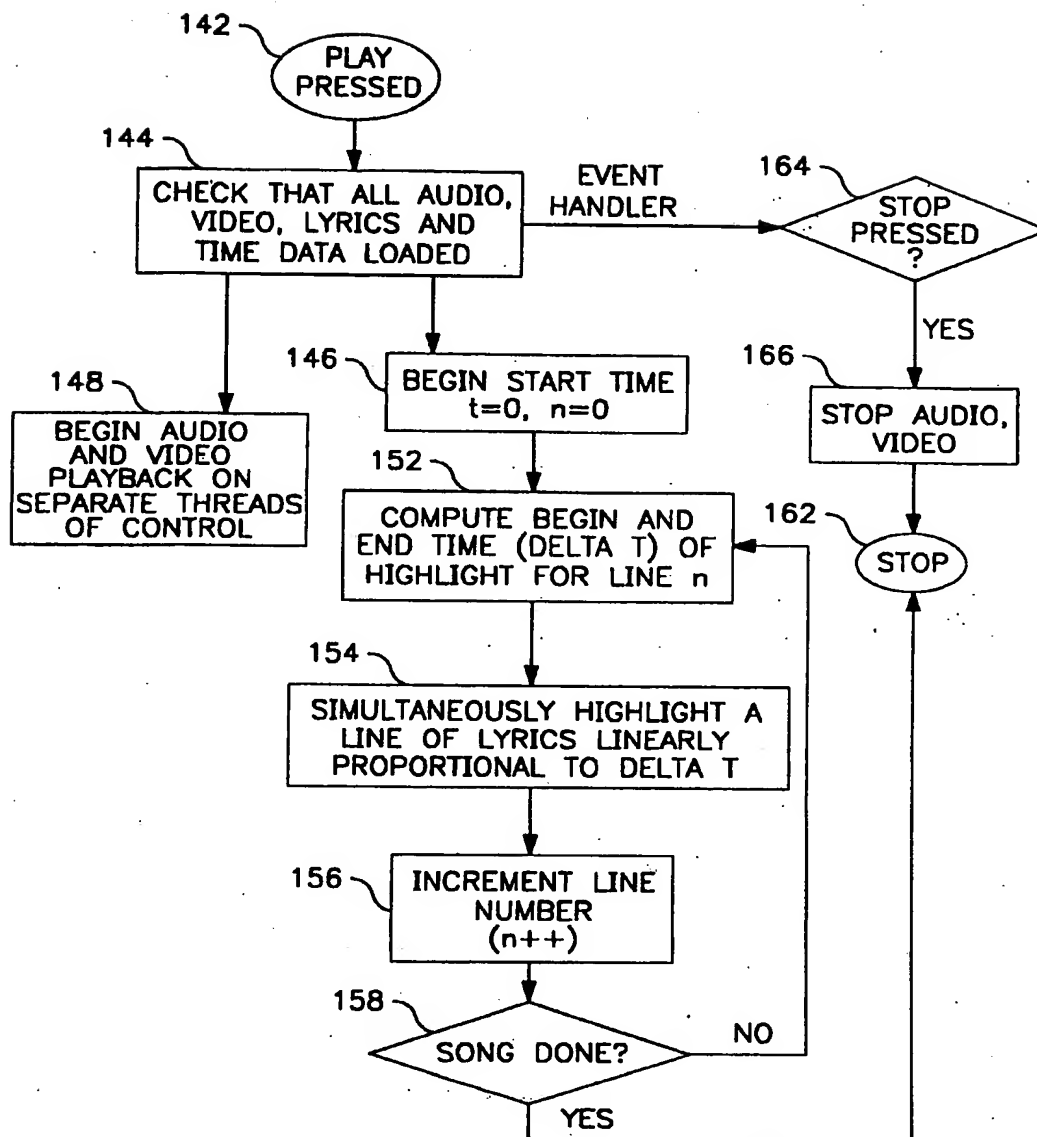 142
PLAY
PRESSED
144
CHECK THAT ALL AUDIO,
VIDEO, LYRICS AND
TIME DATA LOADED
EVENT
HANDLER
164
STOP
PRESSED
?
YES
146
BEGIN START TIME
t=0, n=0
148
BEGIN AUDIO
AND VIDEO
PLAYBACK ON
SEPARATE THREADS
OF CONTROL
166
STOP AUDIO,
VIDEO
152
COMPUTE BEGIN AND
END TIME (DELTA T) OF
HIGHLIGHT FOR LINE n
162
STOP
154
SIMULTANEOUSLY HIGHLIGHT A
LINE OF LYRICS LINEARLY
PROPORTIONAL TO DELTA T
156
INCREMENT LINE
NUMBER
(n++)
158
SONG DONE?
NO
YES